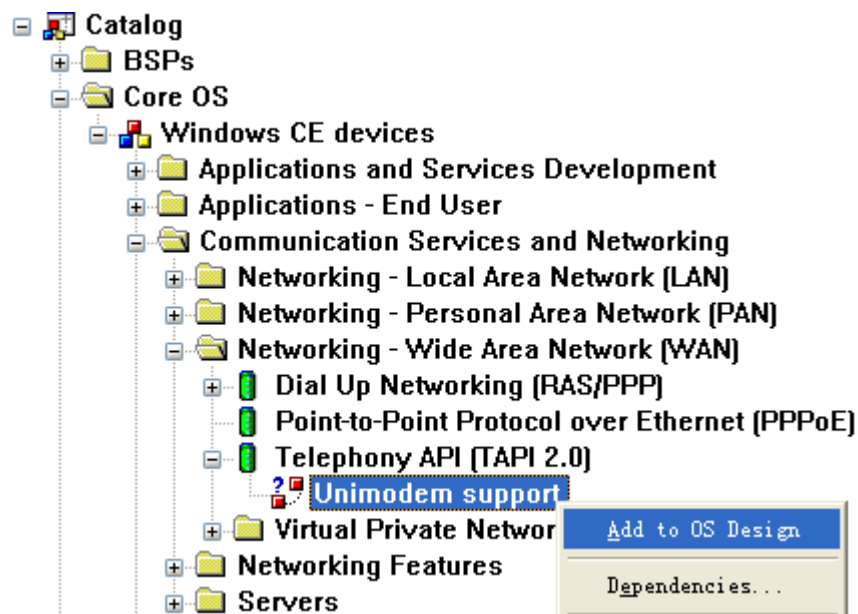 Catalog
BSPs
Core OS
Windows CE devices
Applications and Services Development
Applications - End User
Communication Services and Networking
Networking - Local Area Network (LAN)
Networking - Personal Area Network (PAN)
Networking - Wide Area Network (WAN)
Dial Up Networking (RAS/PPP)
Point-to-Point Protocol over Ethernet (PPPoE)
Telephony API (TAPI 2.0)
Unimodem support
Virtual Private Networ
Add to OS Design
Networking Features
Dependencies...
Servers